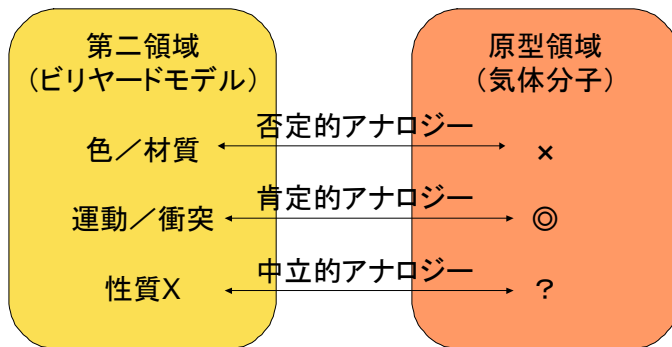 第二領域
（ビリヤードモデル）
原型領域
（気体分子）
否定的アナロジー
色／材質
×
肯定的アナロジー
運動／衝突
◎
中立的アナロジー
性質X
？